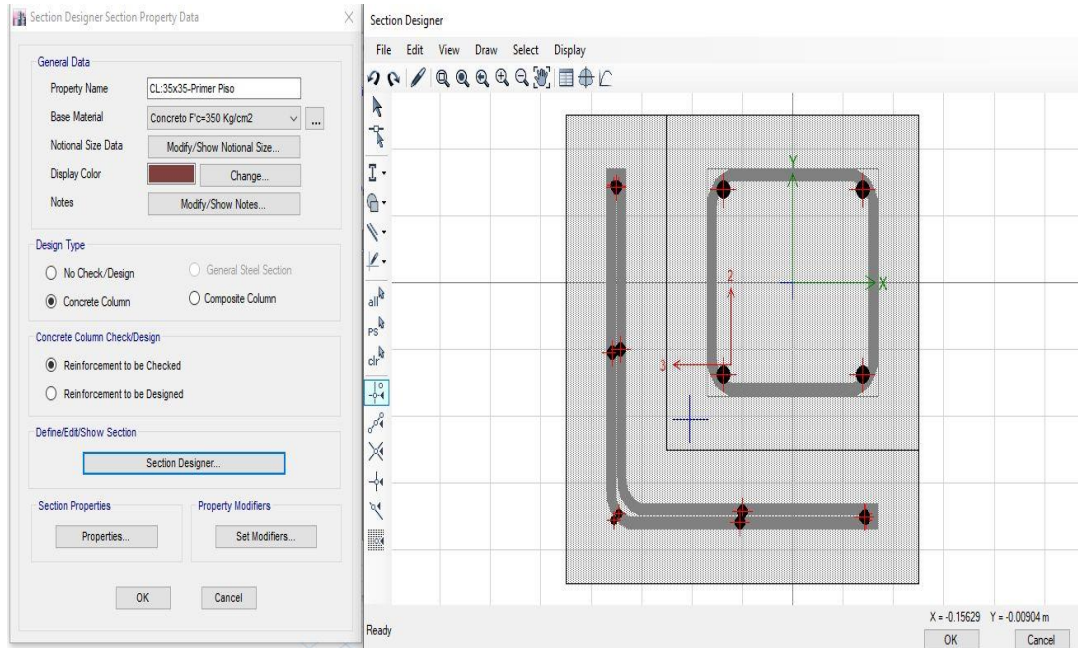 Section Designer Section Property Data
General Data
Property Name CL:35x35-Primer Piso
Base Material Concreto F'c=350 Kg/cm2 ...
Notional Size Data Modify/Show Notional Size...
Display Color Change...
Notes Modify/Show Notes...
Design Type
No Check/Design General Steel Section
Concrete Column Composite Column
Concrete Column Check/Design
Reinforcement to be Checked
Reinforcement to be Designed
Define/Edit/Show Section
Section Designer...
Section Properties Property Modifiers
Properties... Set Modifiers...
OK Cancel
Section Designer
File Edit View Draw Select Display
all
PS
clr
Y
X
2
3
X = -0.15629 Y = -0.00904 m
Ready
OK Cancel